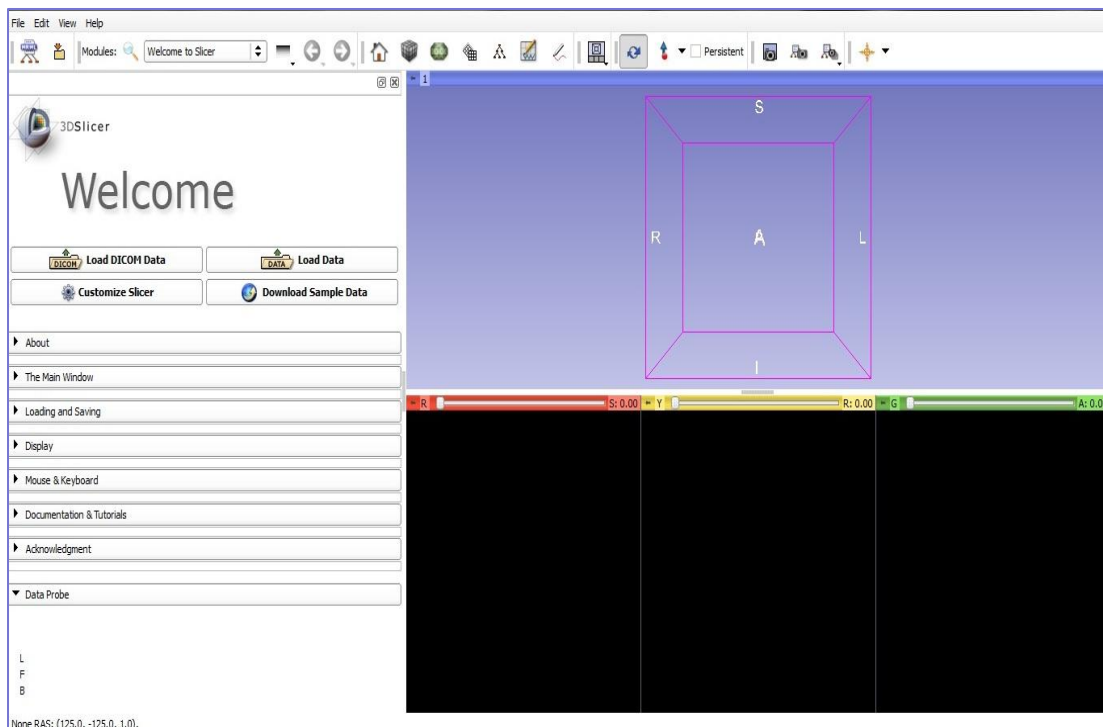 File Edit View Help
Modules: Welcome to Slicer Persistent
1
3DSlicer
Welcome
DICOM Load DICOM Data DATA Load Data
Customize Slicer Download Sample Data
About
The Main Window
Loading and Saving
Display
Mouse & Keyboard
Documentation & Tutorials
Acknowledgment
Data Probe
L
F
B
None RAS: (125.0, -125.0, 1.0),
S
R A L
I
R S: 0.00 Y R: 0.00 G A: 0.0